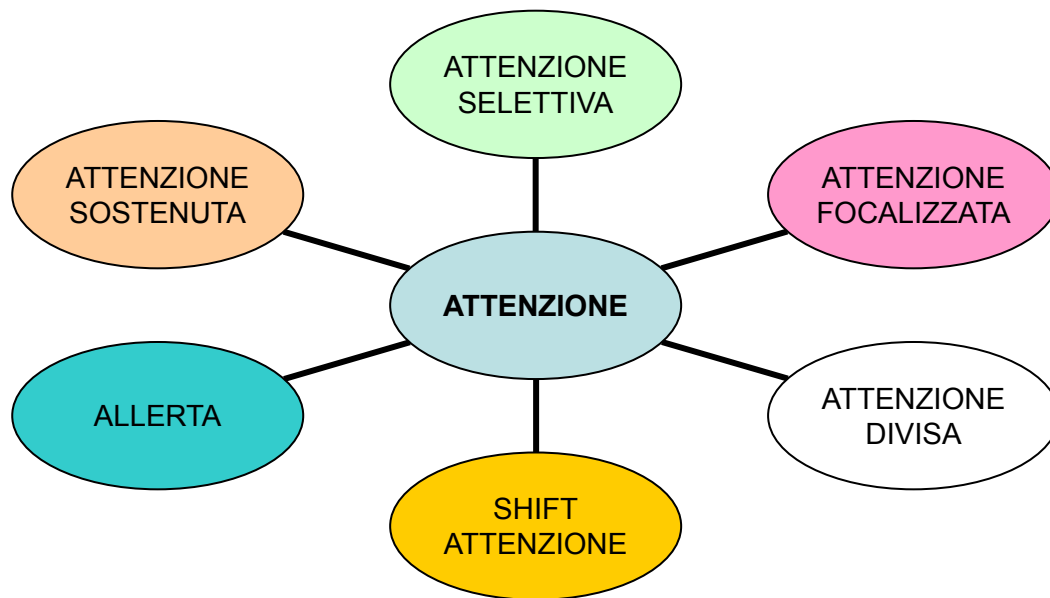 ATTENZIONE
SELETTIVA
ATTENZIONE
SOSTENUTA
ATTENZIONE
FOCALIZZATA
ATTENZIONE
ALLERTA
ATTENZIONE
DIVISA
SHIFT
ATTENZIONE